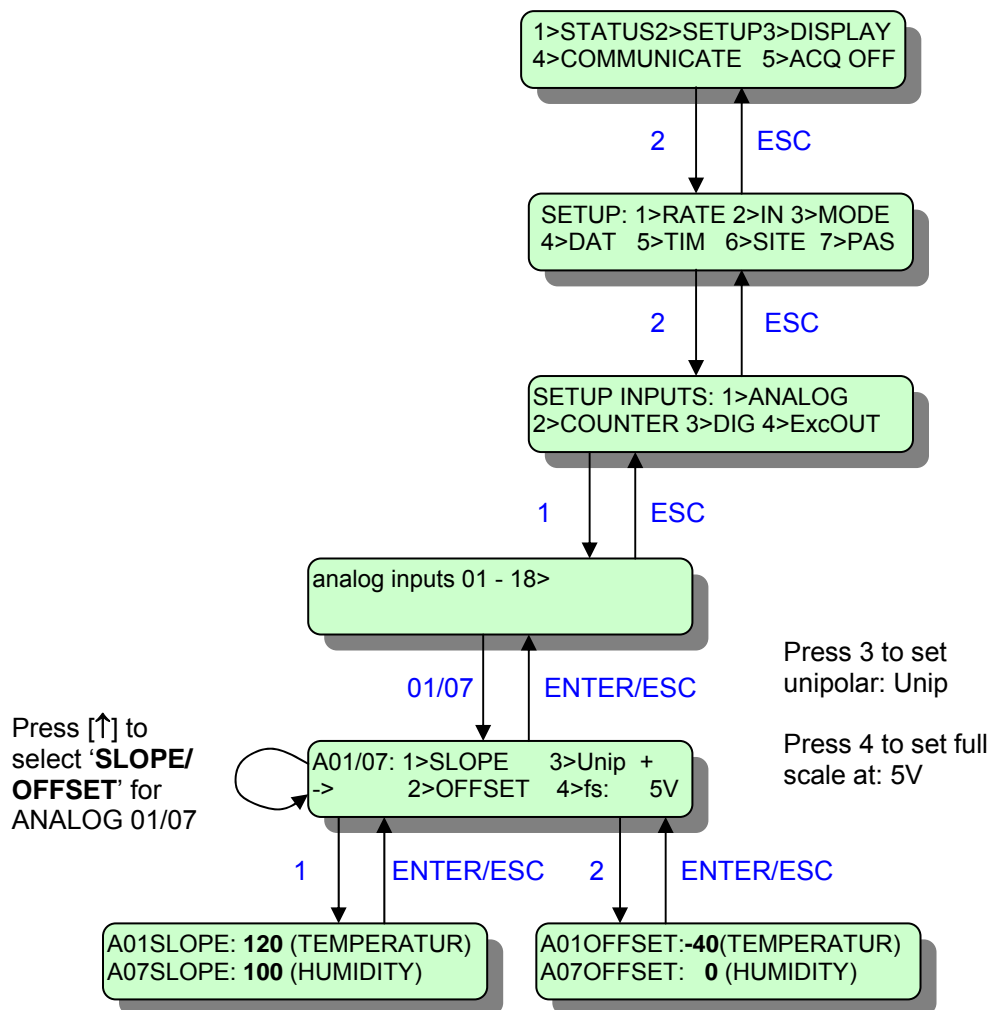 1>STATUS2>SETUP3>DISPLAY
4>COMMUNICATE 5>ACQ OFF
2 ESC
SETUP: 1>RATE 2>IN 3>MODE
4>DAT 5>TIM 6>SITE 7>PAS
2 ESC
SETUP INPUTS: 1>ANALOG
2>COUNTER 3>DIG 4>ExcOUT
1 ESC
analog inputs 01 - 18>
01/07 ENTER/ESC
Press 3 to set
unipolar: Unip
Press 4 to set full
scale at: 5V
Press [↑] to
select ‘SLOPE/
OFFSET’ for
ANALOG 01/07
A01/07: 1>SLOPE 3>Unip +
-> 2>OFFSET 4>fs: 5V
1 ENTER/ESC 2 ENTER/ESC
A01SLOPE: 120 (TEMPERATUR)
A07SLOPE: 100 (HUMIDITY)
A01OFFSET:-40(TEMPERATUR)
A07OFFSET: 0 (HUMIDITY)